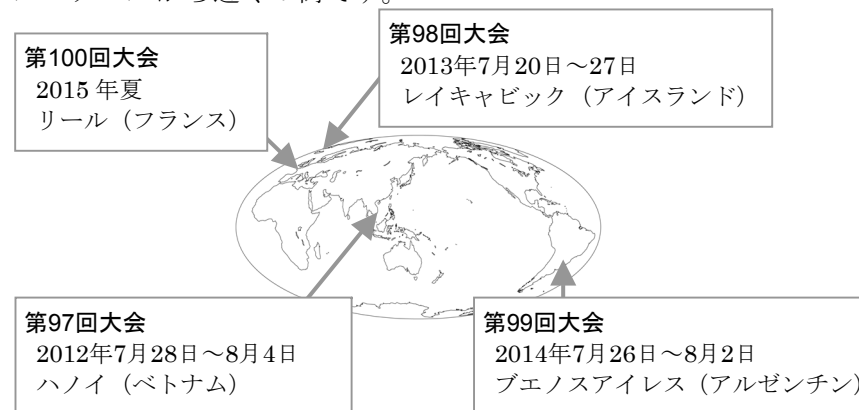 第100回大会
2015年夏
リール(フランス)
第98回大会
2013年7月20日~27日
レイキャビック(アイスランド)
第97回大会
2012年7月28日~8月4日
ハノイ(ベトナム)
第99回大会
2014年7月26日~8月2日
ブエノスアイレス(アルゼンチン)